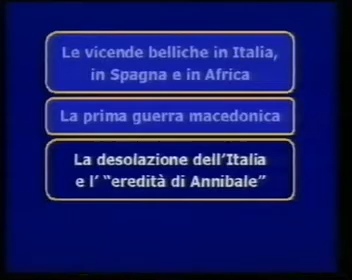 Le vicende belliche in Italia,
in Spagna e in Africa
La prima guerra macedonica
La desolazione dell'Italia
e l' "eredità di Annibale"